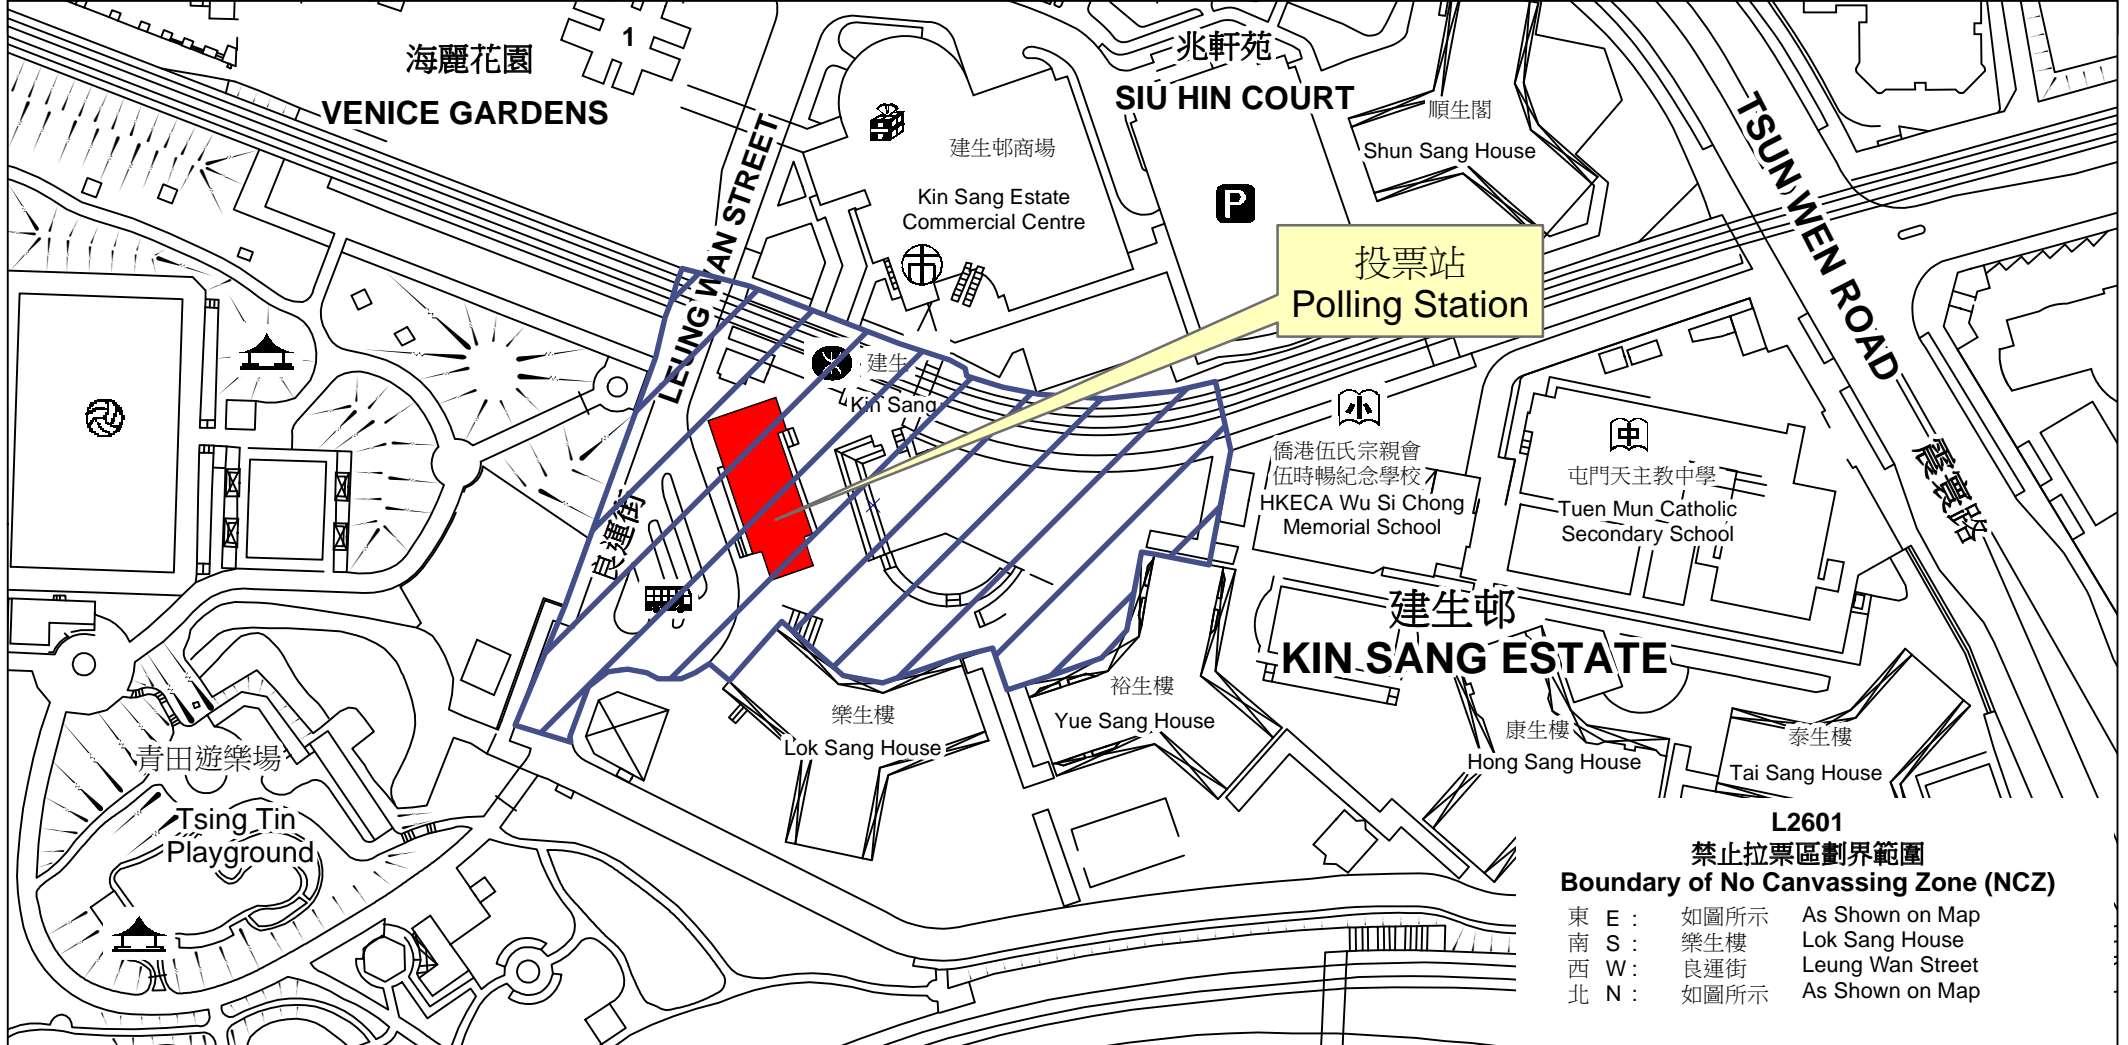 海麗花園
VENICE GARDENS
1
兆軒苑
SIU HIN COURT
順生閣
Shun Sang House
建生邨商場
Kin Sang Estate
Commercial Centre
市
P
LEUNG WAN STREET
良運街
TSUN WEN ROAD
震寰路
投票站
Polling Station
建生
Kin Sang
小
僑港伍氏宗親會
伍時暢紀念學校
HKECA Wu Si Chong
Memorial School
中
屯門天主教中學
Tuen Mun Catholic
Secondary School
建生邨
KIN SANG ESTATE
樂生樓
Lok Sang House
裕生樓
Yue Sang House
康生樓
Hong Sang House
泰生樓
Tai Sang House
青田遊樂場
Tsing Tin
Playground
L2601
禁止拉票區劃界範圍
Boundary of No Canvassing Zone (NCZ)
東 E : 如圖所示 As Shown on Map
南 S : 樂生樓 Lok Sang House
西 W : 良運街 Leung Wan Street
北 N : 如圖所示 As Shown on Map